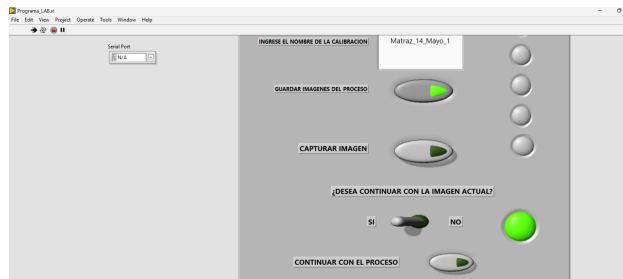 Programa_LAB.vi
File Edit View Project Operate Tools Window Help
Serial Port
N/A
INGRESE EL NOMBRE DE LA CALIBRACION
Matraz_14_Mayo_1
GUARDAR IMAGENES DEL PROCESO
CAPTURAR IMAGEN
¿DESEA CONTINUAR CON LA IMAGEN ACTUAL?
SI NO
CONTINUAR CON EL PROCESO